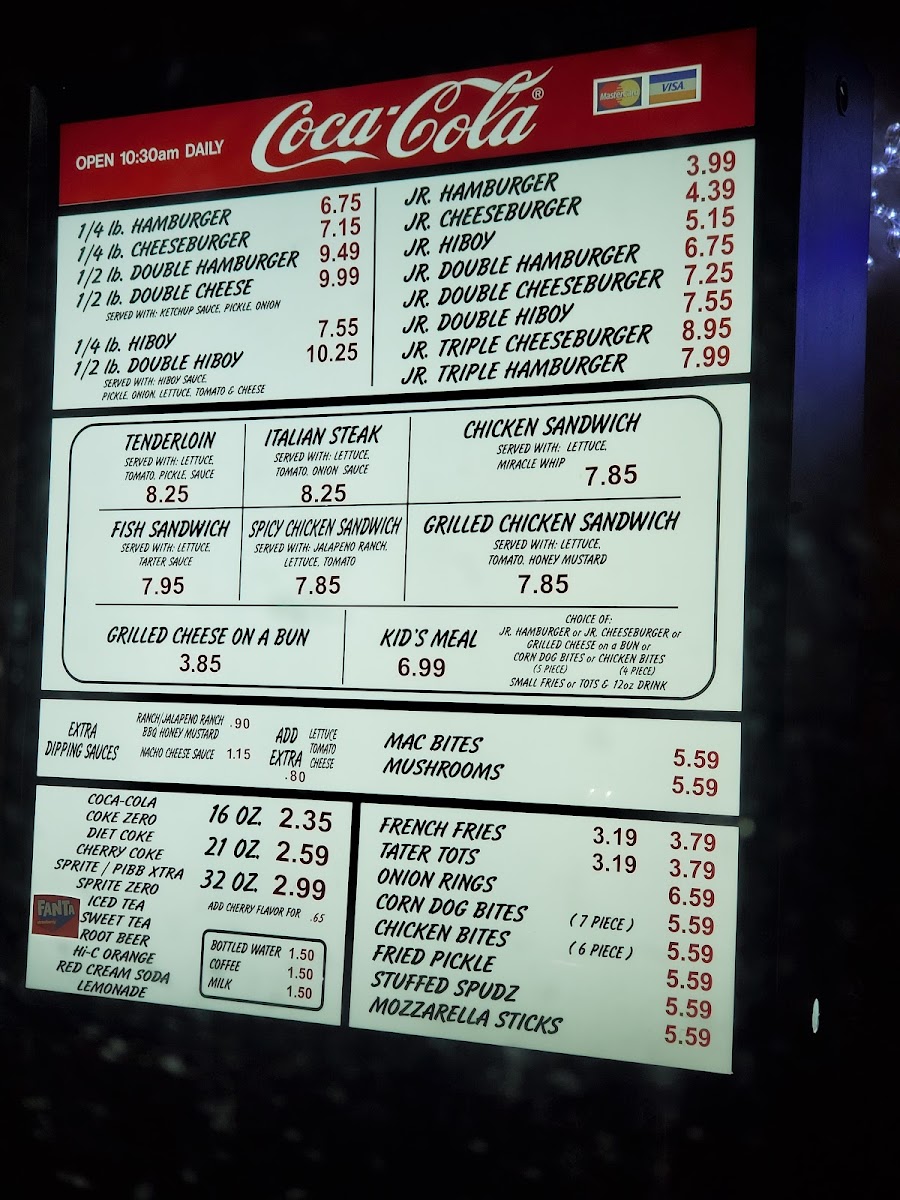 OPEN 10:30am DAILY
Coca-Cola®
MasterCard
VISA
1/4 lb. HAMBURGER 6.75
1/4 lb. CHEESEBURGER 7.15
1/2 lb. DOUBLE HAMBURGER 9.49
1/2 lb. DOUBLE CHEESE 9.99
SERVED WITH: KETCHUP SAUCE, PICKLE, ONION
1/4 lb. HIBOY 7.55
1/2 lb. DOUBLE HIBOY 10.25
SERVED WITH: HIBOY SAUCE,
PICKLE, ONION, LETTUCE, TOMATO & CHEESE
JR. HAMBURGER 3.99
JR. CHEESEBURGER 4.39
JR. HIBOY 5.15
JR. DOUBLE HAMBURGER 6.75
JR. DOUBLE CHEESEBURGER 7.25
JR. DOUBLE HIBOY 7.55
JR. TRIPLE CHEESEBURGER 8.95
JR. TRIPLE HAMBURGER 7.99
TENDERLOIN
SERVED WITH: LETTUCE,
TOMATO, PICKLE, SAUCE
8.25
ITALIAN STEAK
SERVED WITH: LETTUCE,
TOMATO, ONION SAUCE
8.25
CHICKEN SANDWICH
SERVED WITH: LETTUCE,
MIRACLE WHIP
7.85
FISH SANDWICH
SERVED WITH: LETTUCE,
TARTER SAUCE
7.95
SPICY CHICKEN SANDWICH
SERVED WITH: JALAPENO RANCH,
LETTUCE, TOMATO
7.85
GRILLED CHICKEN SANDWICH
SERVED WITH: LETTUCE,
TOMATO, HONEY MUSTARD
7.85
GRILLED CHEESE ON A BUN
3.85
KID'S MEAL
6.99
CHOICE OF:
JR. HAMBURGER or JR. CHEESEBURGER or
GRILLED CHEESE on a BUN or
CORN DOG BITES or CHICKEN BITES
(5 PIECE) (4 PIECE)
SMALL FRIES or TOTS & 12oz DRINK
EXTRA
DIPPING SAUCES
RANCH/JALAPENO RANCH .90
BBQ HONEY MUSTARD
NACHO CHEESE SAUCE 1.15
ADD
EXTRA
.80
LETTUCE
TOMATO
CHEESE
MAC BITES 5.59
MUSHROOMS 5.59
COCA-COLA
COKE ZERO
DIET COKE
CHERRY COKE
SPRITE / PIBB XTRA
SPRITE ZERO
ICED TEA
SWEET TEA
ROOT BEER
Hi-C ORANGE
RED CREAM SODA
LEMONADE
FANTA
16 OZ. 2.35
21 OZ. 2.59
32 OZ. 2.99
ADD CHERRY FLAVOR FOR .65
BOTTLED WATER 1.50
COFFEE 1.50
MILK 1.50
FRENCH FRIES 3.19 3.79
TATER TOTS 3.19 3.79
ONION RINGS 6.59
CORN DOG BITES (7 PIECE) 5.59
CHICKEN BITES (6 PIECE) 5.59
FRIED PICKLE 5.59
STUFFED SPUDZ 5.59
MOZZARELLA STICKS 5.59